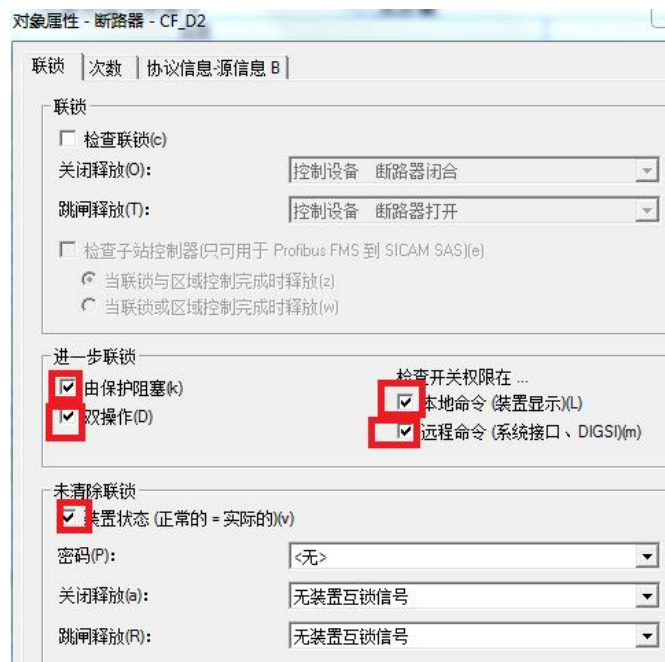 对象属性 - 断路器 - CF_D2
联锁 次数 协议信息-源信息 B
联锁
检查联锁(c)
关闭释放(O): 控制设备 断路器闭合
跳闸释放(T): 控制设备 断路器打开
检查子站控制器(只可用于 Profibus FMS 到 SICAM SAS)(e)
当联锁与区域控制完成时释放(z)
当联锁或区域控制完成时释放(w)
进一步联锁
检查开关权限在 ...
由保护阻塞(k)
本地命令 (装置显示)(L)
双操作(D)
远程命令 (系统接口、DIGSI)(m)
未清除联锁
装置状态 (正常的 = 实际的)(v)
密码(P): <无>
关闭释放(a): 无装置互锁信号
跳闸释放(R): 无装置互锁信号